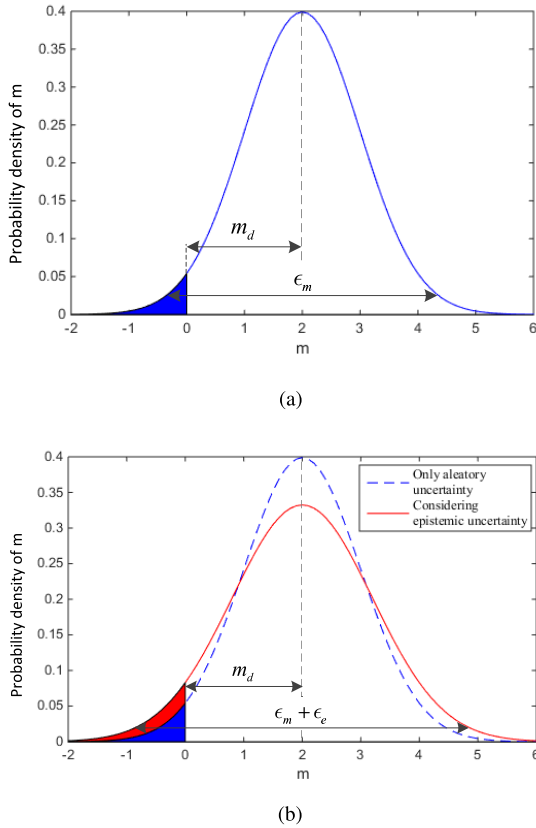 0.4
0.35
0.3
0.25
0.2
0.15
0.1
0.05
0
Probability density of m
m_d
ϵ_m
-2 -1 0 1 2 3 4 5 6
m
(a)
0.4
0.35
0.3
0.25
0.2
0.15
0.1
0.05
0
Probability density of m
Only aleatory
uncertainty
Considering
epistemic uncertainty
m_d
ϵ_m + ϵ_e
-2 -1 0 1 2 3 4 5 6
m
(b)